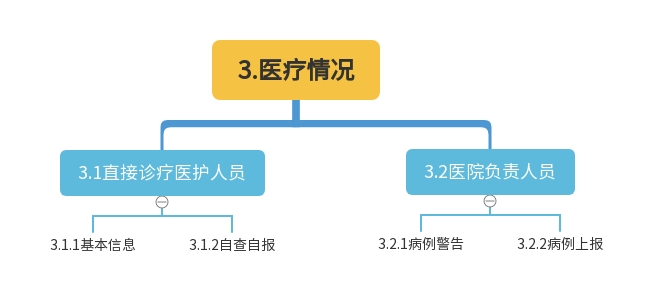 3.医疗情况
3.1直接诊疗医护人员
3.2医院负责人员
3.1.1基本信息
3.1.2自查自报
3.2.1病例警告
3.2.2病例上报